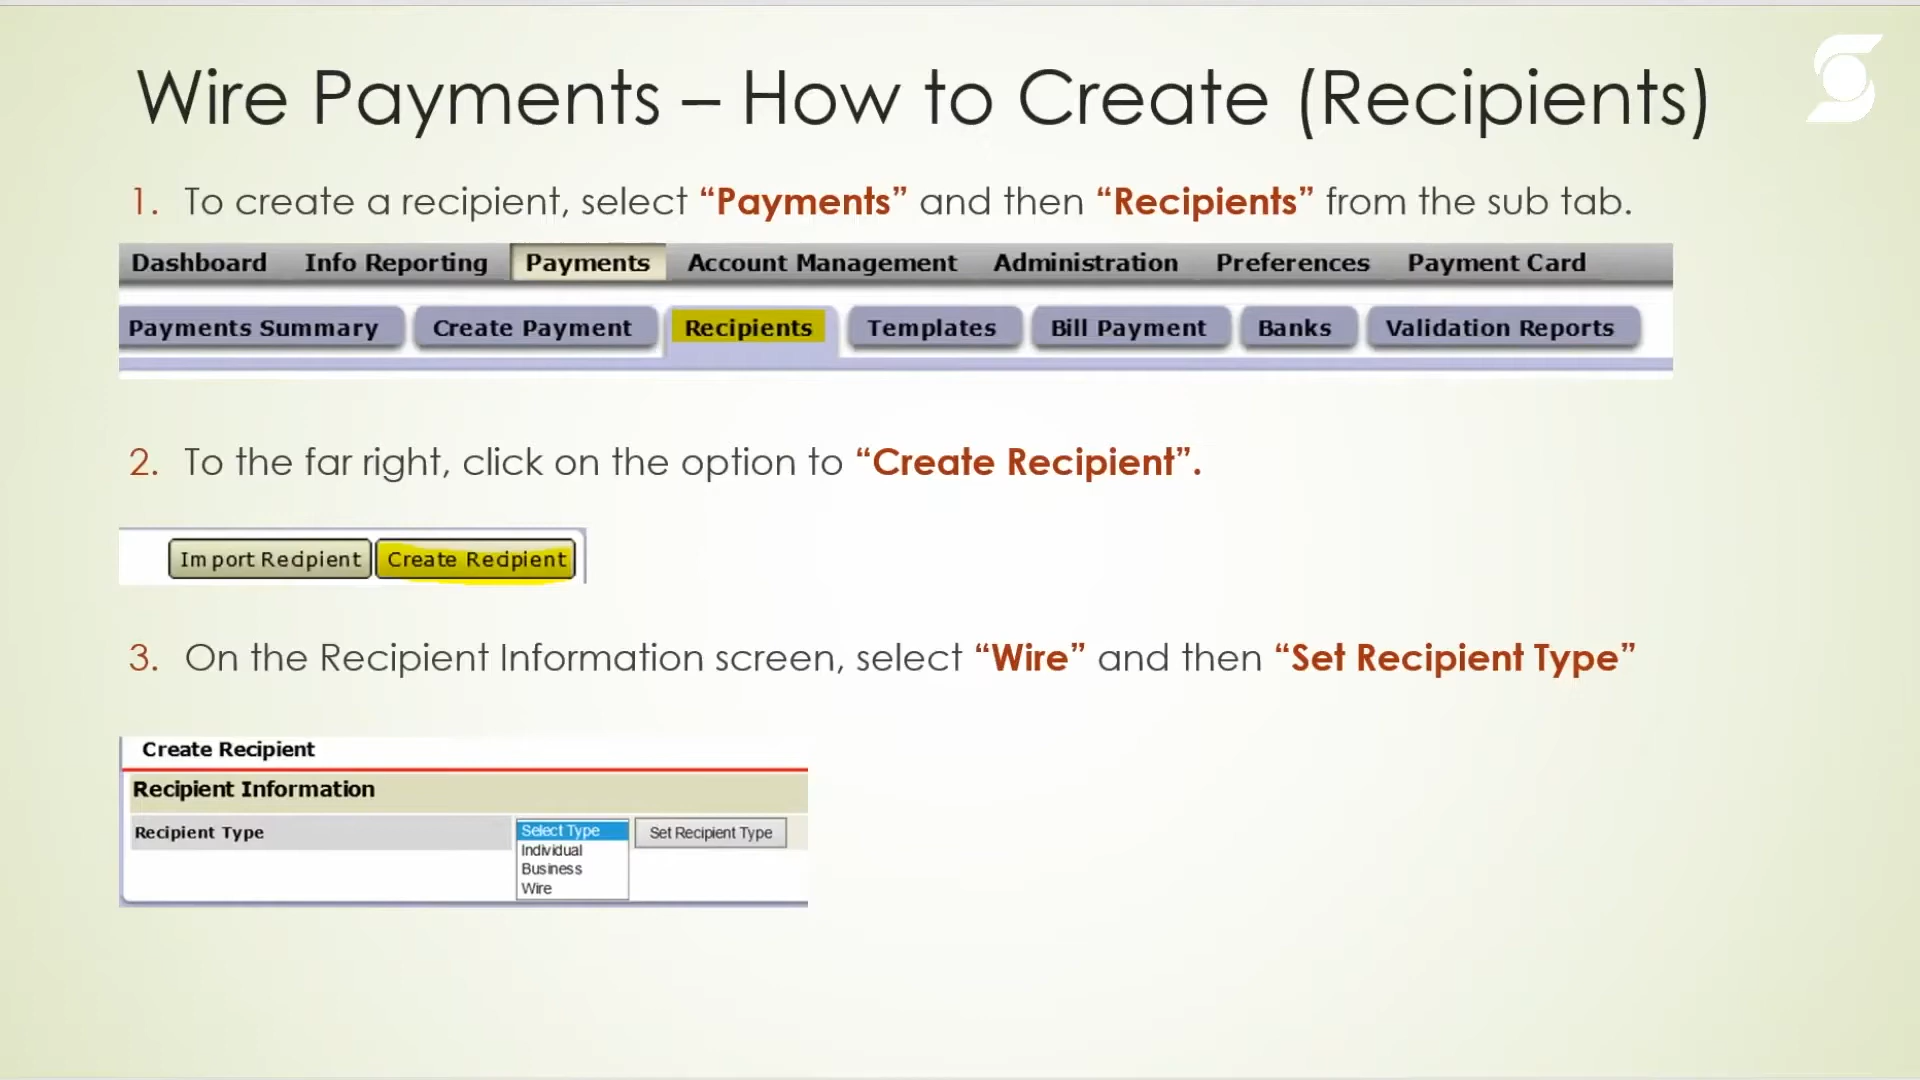 Wire Payments – How to Create (Recipients)
1. To create a recipient, select “Payments” and then “Recipients” from the sub tab.
Dashboard Info Reporting Payments Account Management Administration Preferences Payment Card
Payments Summary Create Payment Recipients Templates Bill Payment Banks Validation Reports
2. To the far right, click on the option to “Create Recipient”.
Import Recipient Create Recipient
3. On the Recipient Information screen, select “Wire” and then “Set Recipient Type”
Create Recipient
Recipient Information
Recipient Type Select Type Set Recipient Type
Individual
Business
Wire